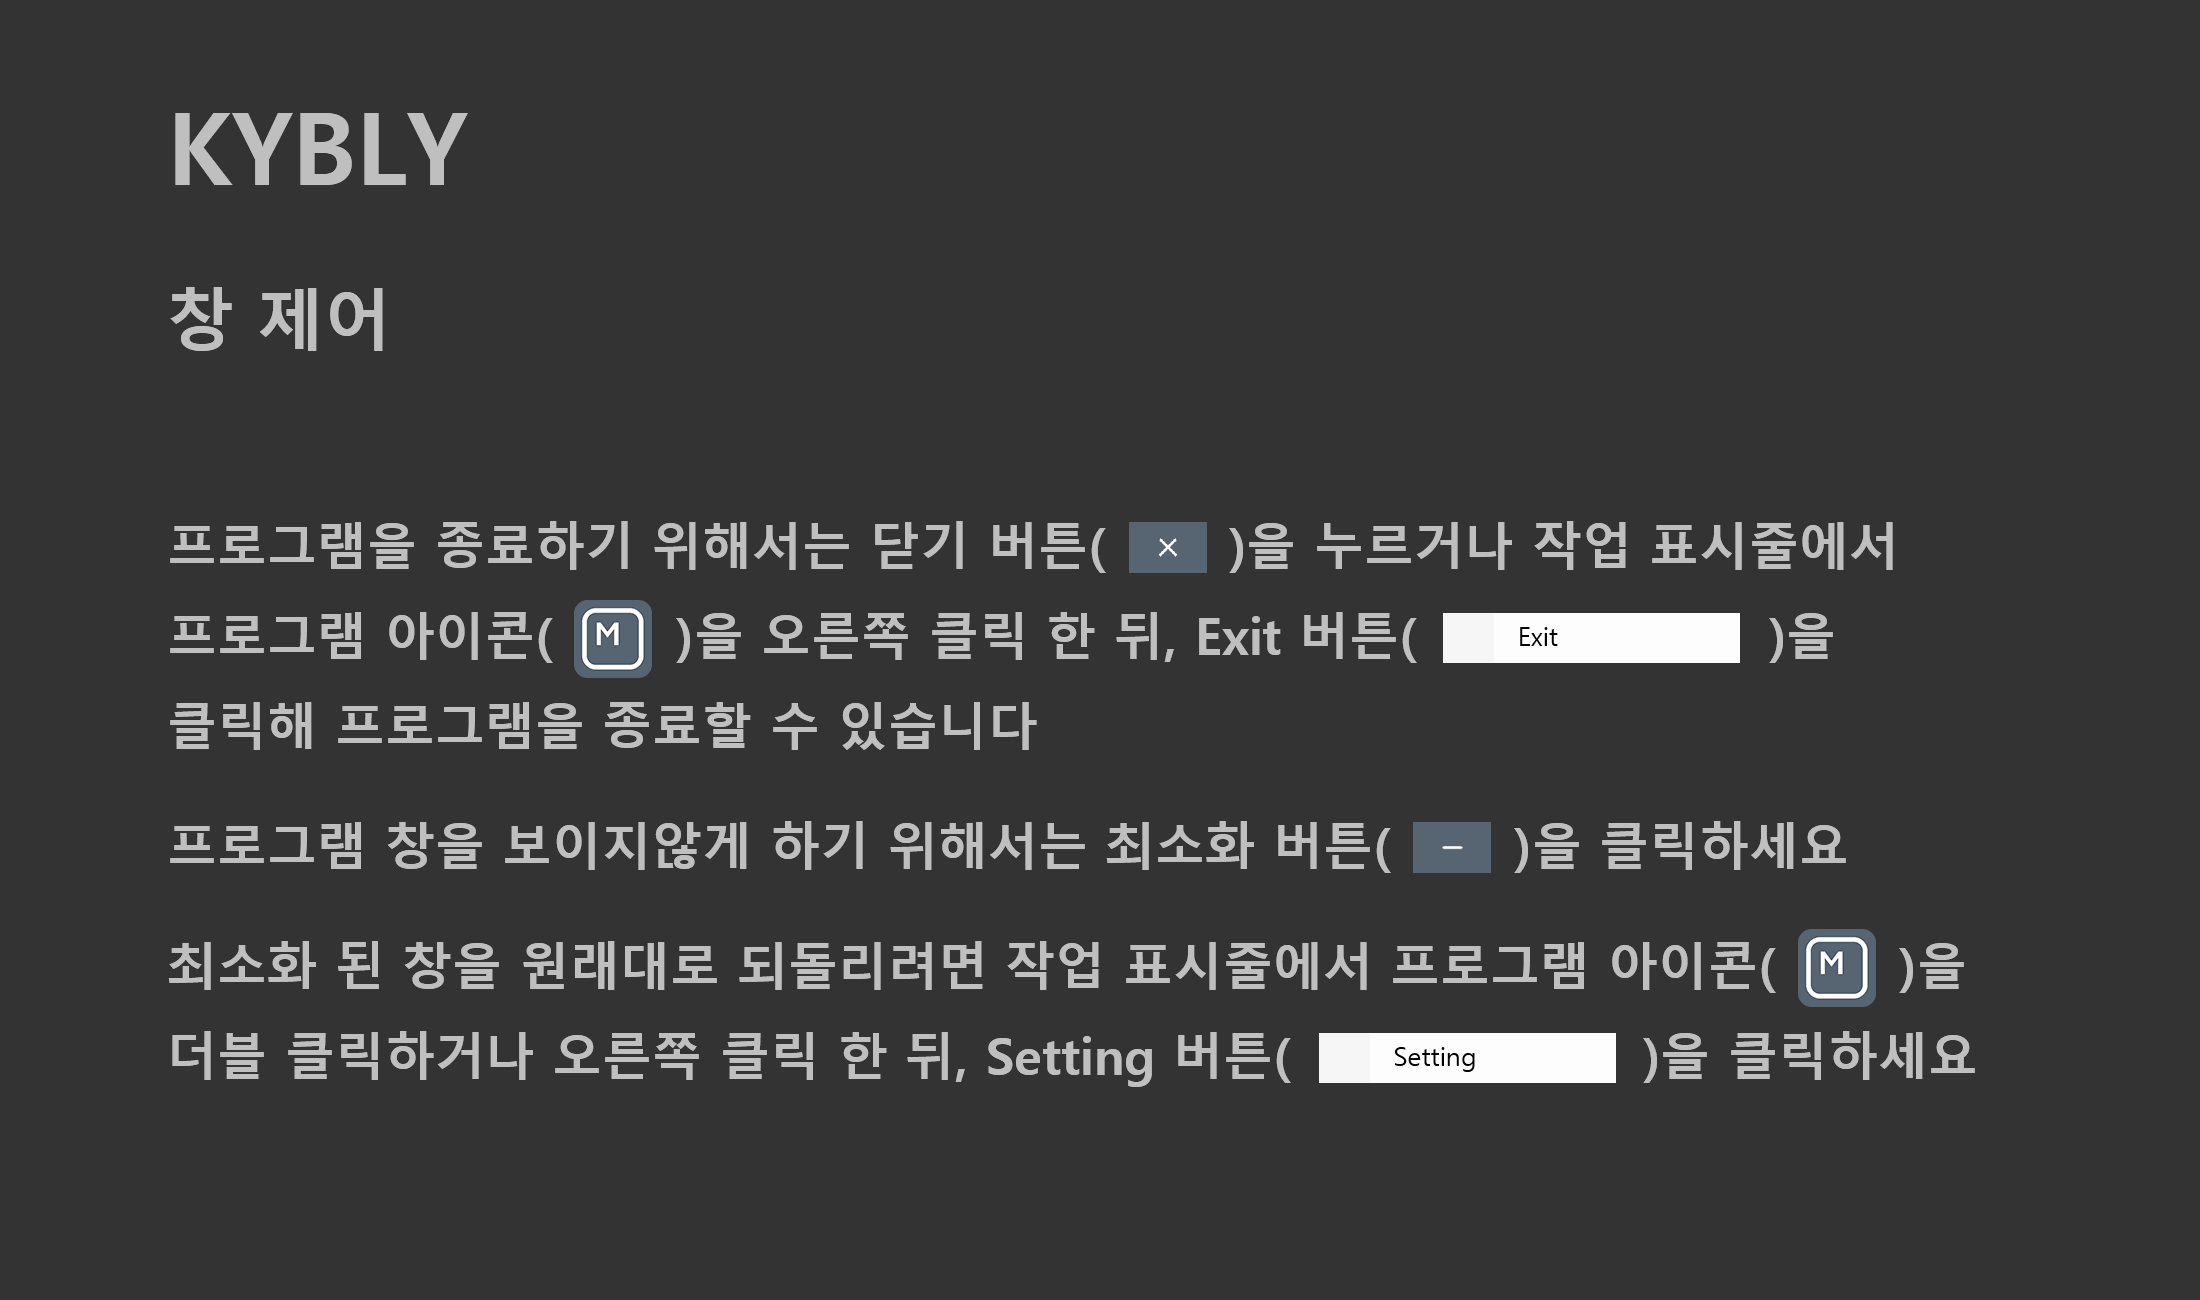 KYBLY
창 제어
프로그램을 종료하기 위해서는 닫기 버튼( × )을 누르거나 작업 표시줄에서
프로그램 아이콘( M )을 오른쪽 클릭 한 뒤, Exit 버튼( Exit )을
클릭해 프로그램을 종료할 수 있습니다
프로그램 창을 보이지않게 하기 위해서는 최소화 버튼( − )을 클릭하세요
최소화 된 창을 원래대로 되돌리려면 작업 표시줄에서 프로그램 아이콘( M )을
더블 클릭하거나 오른쪽 클릭 한 뒤, Setting 버튼( Setting )을 클릭하세요